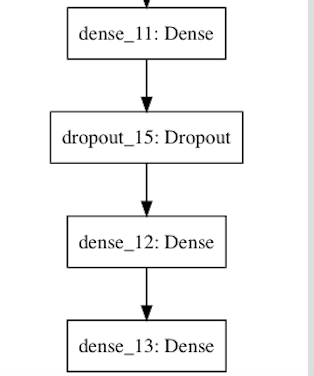 dense_11: Dense
dropout_15: Dropout
dense_12: Dense
dense_13: Dense